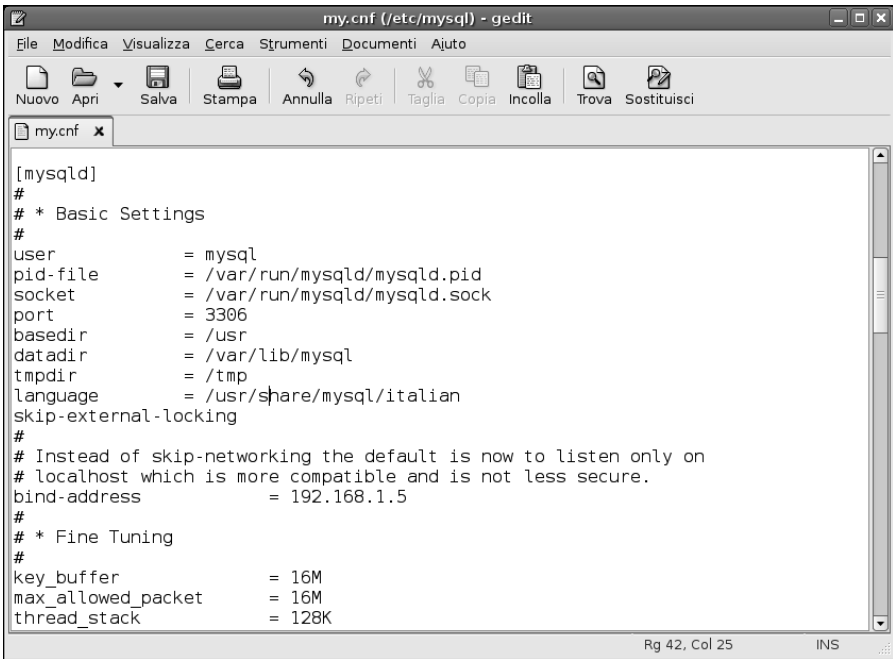 my.cnf (/etc/mysql) - gedit
File Modifica Visualizza Cerca Strumenti Documenti Aiuto
Nuovo Apri Salva Stampa Annulla Ripeti Taglia Copia Incolla Trova Sostituisci
my.cnf
[mysqld]
#
# * Basic Settings
#
user = mysql
pid-file = /var/run/mysqld/mysqld.pid
socket = /var/run/mysqld/mysqld.sock
port = 3306
basedir = /usr
datadir = /var/lib/mysql
tmpdir = /tmp
language = /usr/share/mysql/italian
skip-external-locking
#
# Instead of skip-networking the default is now to listen only on
# localhost which is more compatible and is not less secure.
bind-address = 192.168.1.5
#
# * Fine Tuning
#
key_buffer = 16M
max_allowed_packet = 16M
thread_stack = 128K
Rg 42, Col 25 INS